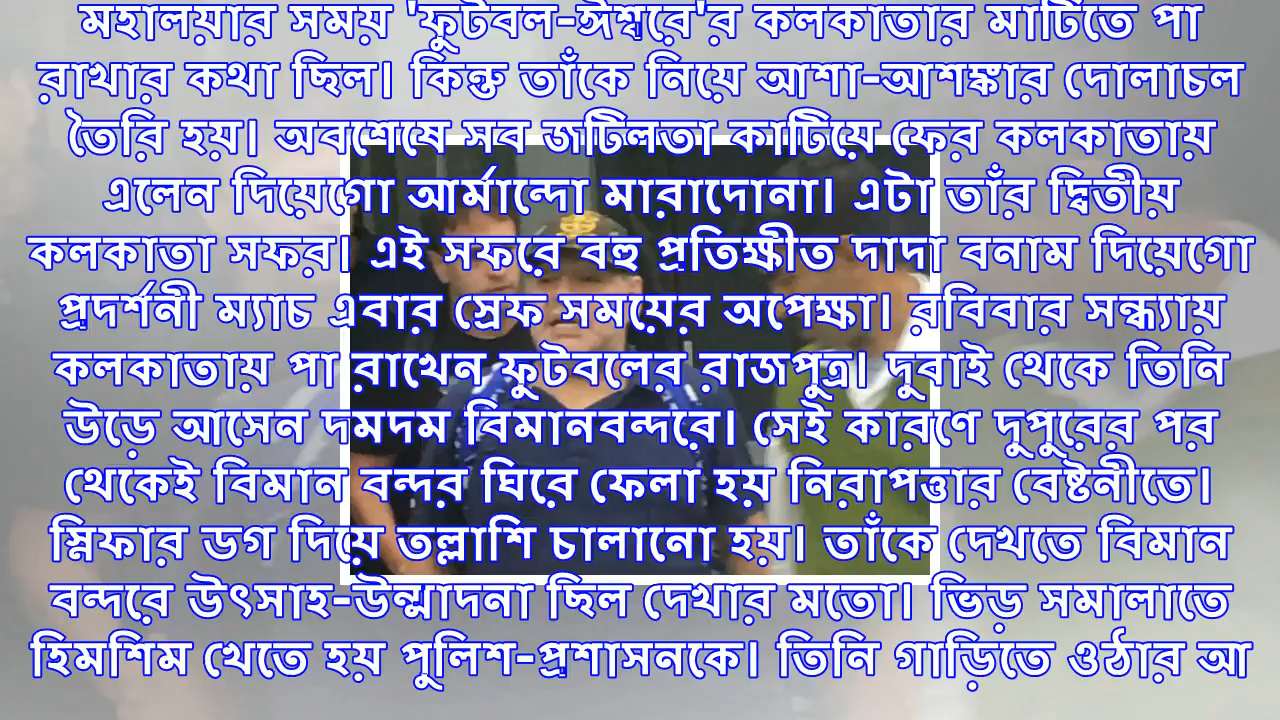 মহালয়ার সময় 'ফুটবল-ঈশ্বরে'র কলকাতার মাটিতে পা
রাখার কথা ছিল। কিন্তু তাঁকে নিয়ে আশা-আশঙ্কার দোলাচল
তৈরি হয়। অবশেষে সব জটিলতা কাটিয়ে ফের কলকাতায়
এলেন দিয়েগো আর্মান্দো মারাদোনা। এটা তাঁর দ্বিতীয়
কলকাতা সফর। এই সফরে বহু প্রতিক্ষীত দাদা বনাম দিয়েগো
প্রদর্শনী ম্যাচ এবার স্রেফ সময়ের অপেক্ষা। রবিবার সন্ধ্যায়
কলকাতায় পা রাখেন ফুটবলের রাজপুত্র। দুবাই থেকে তিনি
উড়ে আসেন দমদম বিমানবন্দরে। সেই কারণে দুপুরের পর
থেকেই বিমান বন্দর ঘিরে ফেলা হয় নিরাপত্তার বেষ্টনীতে।
স্নিফার ডগ দিয়ে তল্লাশি চালানো হয়। তাঁকে দেখতে বিমান
বন্দরে উৎসাহ-উন্মাদনা ছিল দেখার মতো। ভিড় সমালাতে
হিমশিম খেতে হয় পুলিশ-প্রশাসনকে। তিনি গাড়িতে ওঠার আ